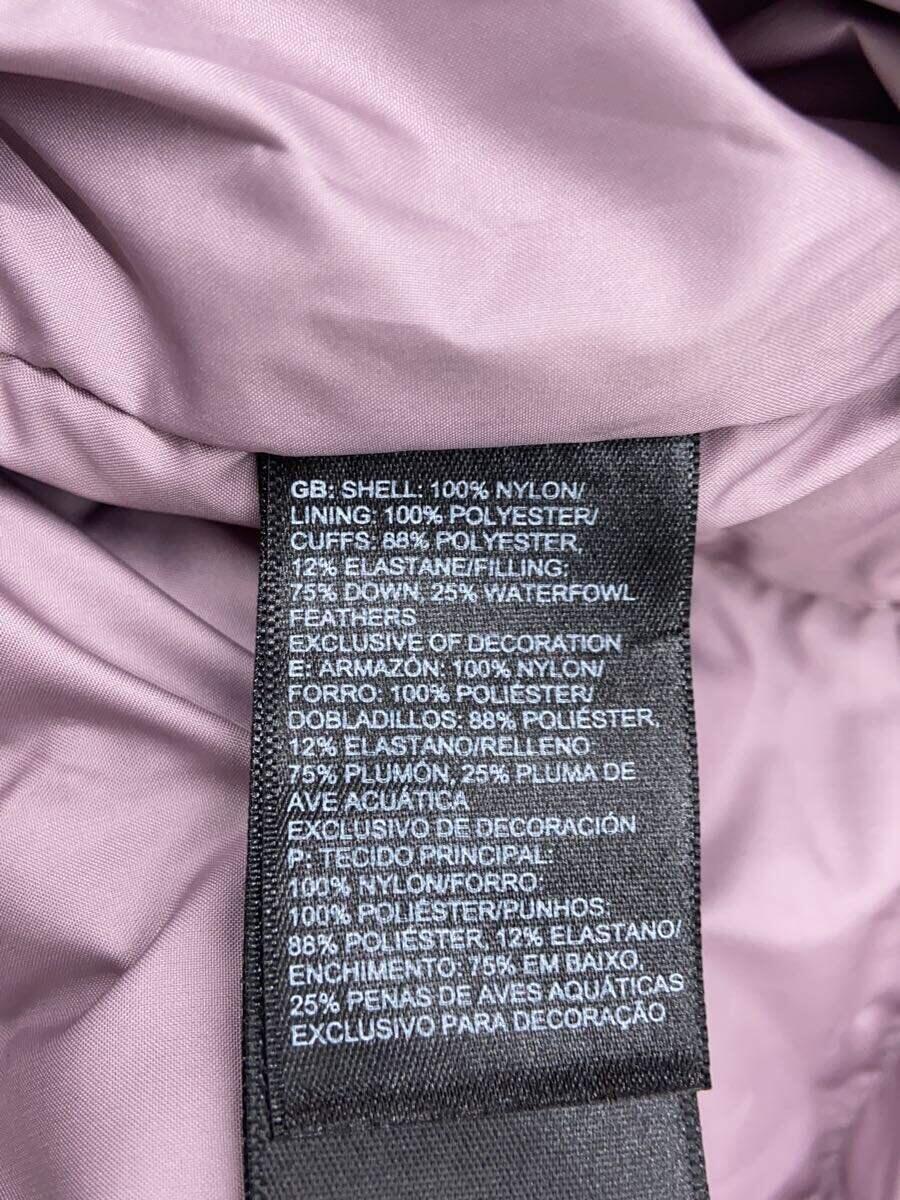 GB: SHELL: 100% NYLON/
LINING: 100% POLYESTER/
CUFFS: 88% POLYESTER,
12% ELASTANE/FILLING:
75% DOWN, 25% WATERFOWL
FEATHERS
EXCLUSIVE OF DECORATION
E: ARMAZÓN: 100% NYLON/
FORRO: 100% POLIÉSTER/
DOBLADILLOS: 88% POLIÉSTER,
12% ELASTANO/RELLENO:
75% PLUMÓN, 25% PLUMA DE
AVE ACUÁTICA
EXCLUSIVO DE DECORACIÓN
P: TECIDO PRINCIPAL:
100% NYLON/FORRO:
100% POLIÉSTER/PUNHOS:
88% POLIÉSTER, 12% ELASTANO/
ENCHIMENTO: 75% EM BAIXO,
25% PENAS DE AVES AQUÁTICAS
EXCLUSIVO PARA DECORAÇÃO